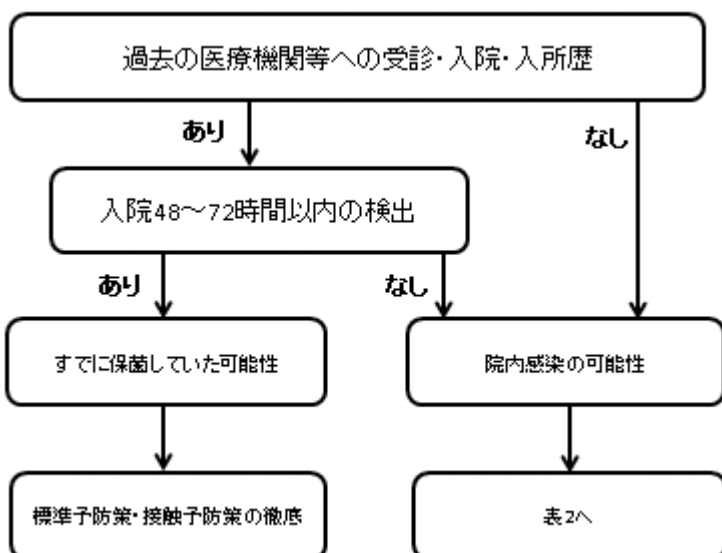 過去の医療機関等への受診・入院・入所歴
あり
なし
入院48～72時間以内の検出
あり
なし
すでに保菌していた可能性
院内感染の可能性
標準予防策・接触予防策の徹底
表2へ